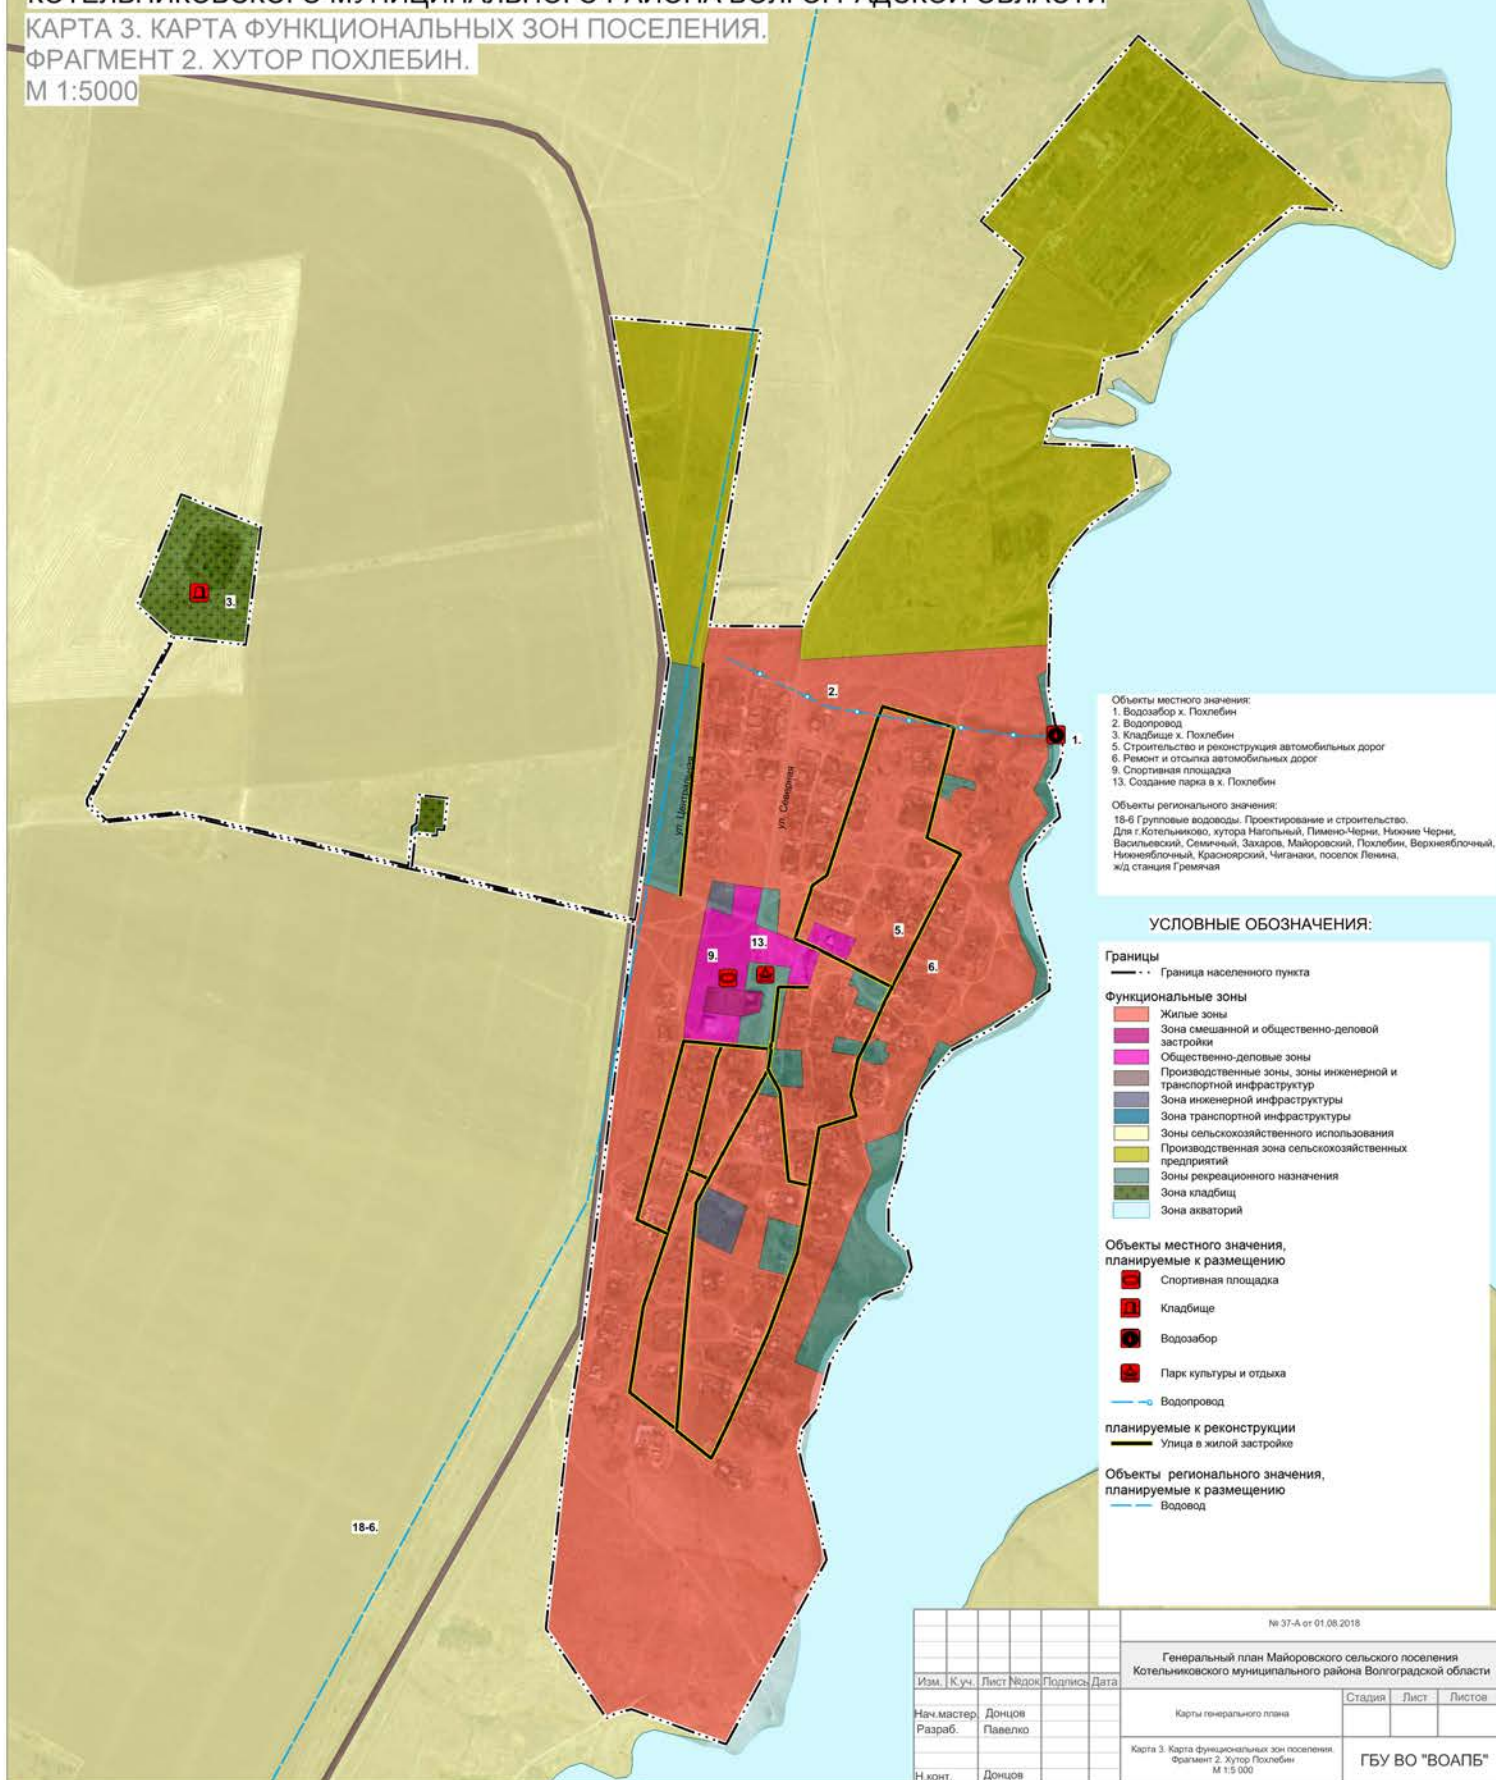 КОТЕЛЬНИКОВСКОГО МУНИЦИПАЛЬНОГО РАЙОНА ВОЛГОГРАДСКОЙ ОБЛАСТИ
КАРТА 3. КАРТА ФУНКЦИОНАЛЬНЫХ ЗОН ПОСЕЛЕНИЯ.
ФРАГМЕНТ 2. ХУТОР ПОХЛЕБИН.
М 1:5000
3.
2.
1.
ул. Центральная
ул. Северная
5.
13.
9.
6.
18-6.
Объекты местного значения:
1. Водозабор х. Похлебин
2. Водопровод
3. Кладбище х. Похлебин
5. Строительство и реконструкция автомобильных дорог
6. Ремонт и отсыпка автомобильных дорог
9. Спортивная площадка
13. Создание парка в х. Похлебин
Объекты регионального значения:
18-6 Групповые водоводы. Проектирование и строительство.
Для г.Котельниково, хутора Нагольный, Пимено-Черни, Нижние Черни,
Васильевский, Семичный, Захаров, Майоровский, Похлебин, Верхнеяблочный,
Нижнеяблочный, Красноярский, Чиганаки, поселок Ленина,
ж/д станция Гремячая
УСЛОВНЫЕ ОБОЗНАЧЕНИЯ:
Границы
Граница населенного пункта
Функциональные зоны
Жилые зоны
Зона смешанной и общественно-деловой
застройки
Общественно-деловые зоны
Производственные зоны, зоны инженерной и
транспортной инфраструктур
Зона инженерной инфраструктуры
Зона транспортной инфраструктуры
Зоны сельскохозяйственного использования
Производственная зона сельскохозяйственных
предприятий
Зоны рекреационного назначения
Зона кладбищ
Зона акваторий
Объекты местного значения,
планируемые к размещению
Спортивная площадка
Кладбище
Водозабор
Парк культуры и отдыха
Водопровод
планируемые к реконструкции
Улица в жилой застройке
Объекты регионального значения,
планируемые к размещению
Водовод
№ 37-А от 01.08.2018
Генеральный план Майоровского сельского поселения
Котельниковского муниципального района Волгоградской области
Изм. К.уч. Лист №док Подпись Дата
Нач.мастер. Донцов
Разраб. Павелко
Н.конт. Донцов
Карты генерального плана
Стадия Лист Листов
Карта 3. Карта функциональных зон поселения.
Фрагмент 2. Хутор Похлебин
М 1:5 000
ГБУ ВО "ВОАПБ"